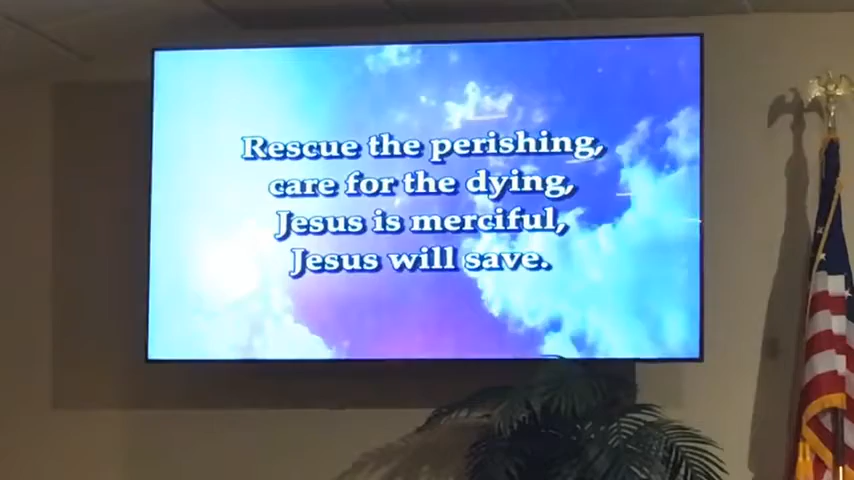 Rescue the perishing,
care for the dying,
Jesus is merciful,
Jesus will save.